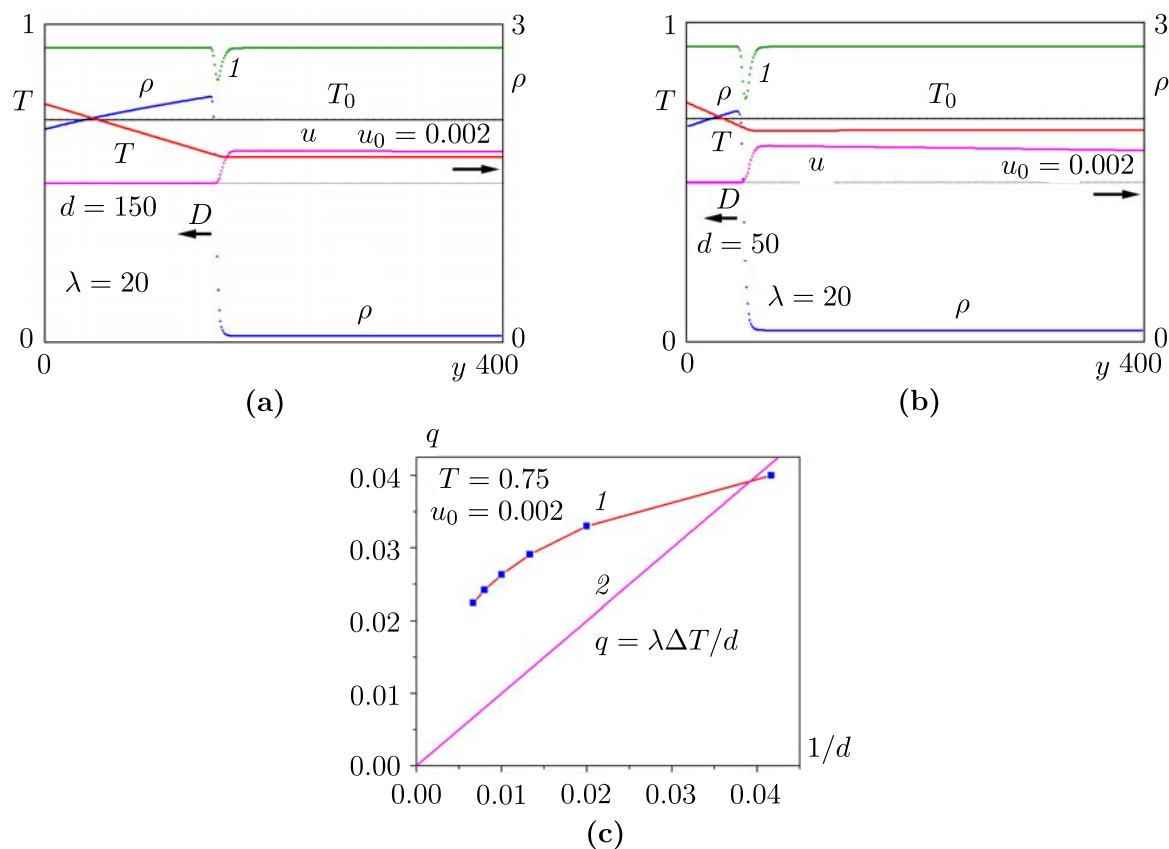 1
3
T
ρ
ρ
1
T₀
T
u u₀ = 0.002
d = 150
D
λ = 20
ρ
0
0
0
y 400
(a)
1
3
T
ρ
ρ
1
T₀
T
u
u₀ = 0.002
D
d = 50
λ = 20
ρ
0
0
0
y 400
(b)
q
0.04
T = 0.75
u₀ = 0.002
1
0.03
2
0.02
q = λΔT/d
0.01
0.00
1/d
0.00 0.01 0.02 0.03 0.04
(c)